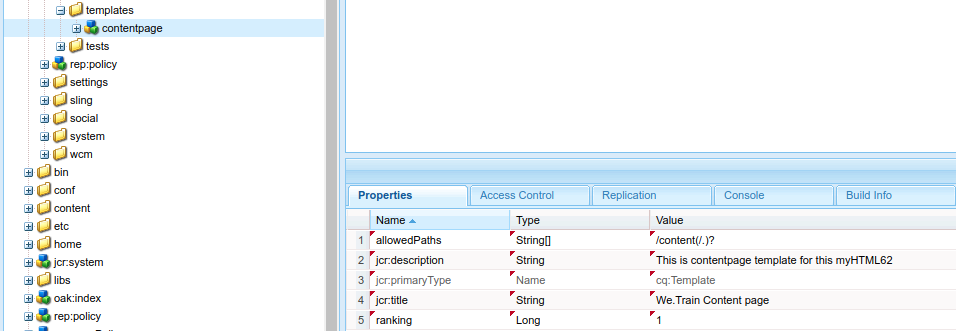 templates
contentpage
tests
rep:policy
settings
sling
social
system
wcm
bin
conf
content
etc
home
jcr:system
libs
oak:index
rep:policy
Properties Access Control Replication Console Build Info
Name Type Value
1 allowedPaths String[] /content(/.)?
2 jcr:description String This is contentpage template for this myHTML62
3 jcr:primaryType Name cq:Template
4 jcr:title String We.Train Content page
5 ranking Long 1